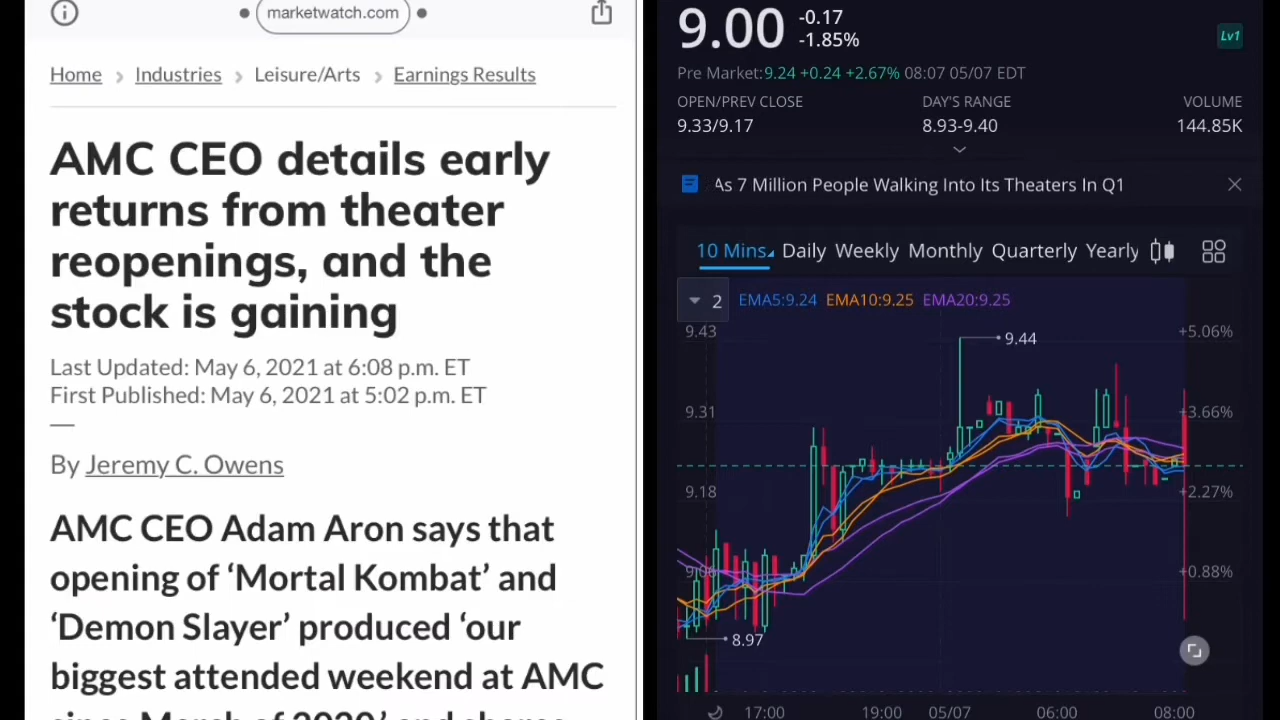 marketwatch.com
Home › Industries › Leisure/Arts › Earnings Results
AMC CEO details early
returns from theater
reopenings, and the
stock is gaining
Last Updated: May 6, 2021 at 6:08 p.m. ET
First Published: May 6, 2021 at 5:02 p.m. ET
By Jeremy C. Owens
AMC CEO Adam Aron says that
opening of ‘Mortal Kombat’ and
‘Demon Slayer’ produced ‘our
biggest attended weekend at AMC
since March of 2020’ and shares
9.00
-0.17
-1.85%
Lv1
Pre Market:9.24 +0.24 +2.67% 08:07 05/07 EDT
OPEN/PREV CLOSE DAY'S RANGE VOLUME
9.33/9.17 8.93-9.40 144.85K
As 7 Million People Walking Into Its Theaters In Q1
10 Mins Daily Weekly Monthly Quarterly Yearly
2 EMA5:9.24 EMA10:9.25 EMA20:9.25
9.43 +5.06%
9.44
9.31 +3.66%
9.18 +2.27%
+0.88%
8.97
17:00 19:00 05/07 06:00 08:00